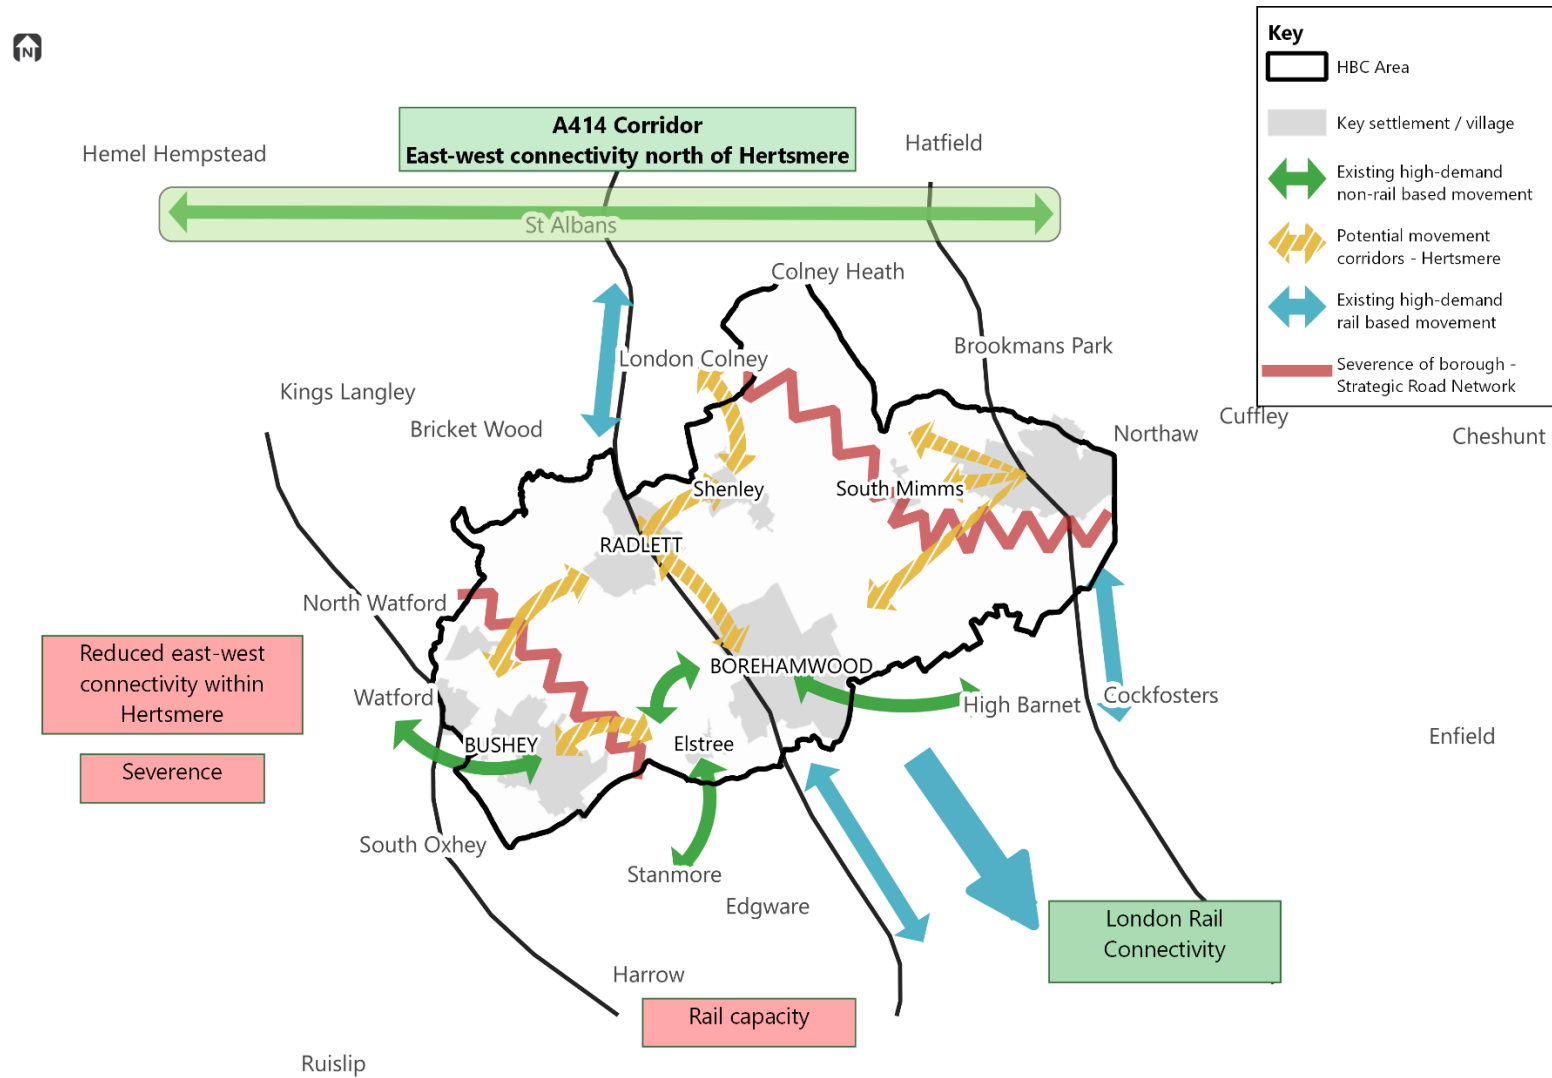 N
Key
HBC Area
Key settlement / village
Existing high-demand
non-rail based movement
Potential movement
corridors - Hertsmere
Existing high-demand
rail based movement
Severence of borough -
Strategic Road Network
A414 Corridor
East-west connectivity north of Hertsmere
Hemel Hempstead
Hatfield
St Albans
Colney Heath
Brookmans Park
London Colney
Kings Langley
Bricket Wood
Cuffley
Northaw
Cheshunt
Shenley
South Mimms
RADLETT
North Watford
Reduced east-west
connectivity within
Hertsmere
BOREHAMWOOD
Watford
High Barnet
Cockfosters
BUSHEY
Elstree
Enfield
Severence
South Oxhey
Stanmore
Edgware
London Rail
Connectivity
Harrow
Rail capacity
Ruislip